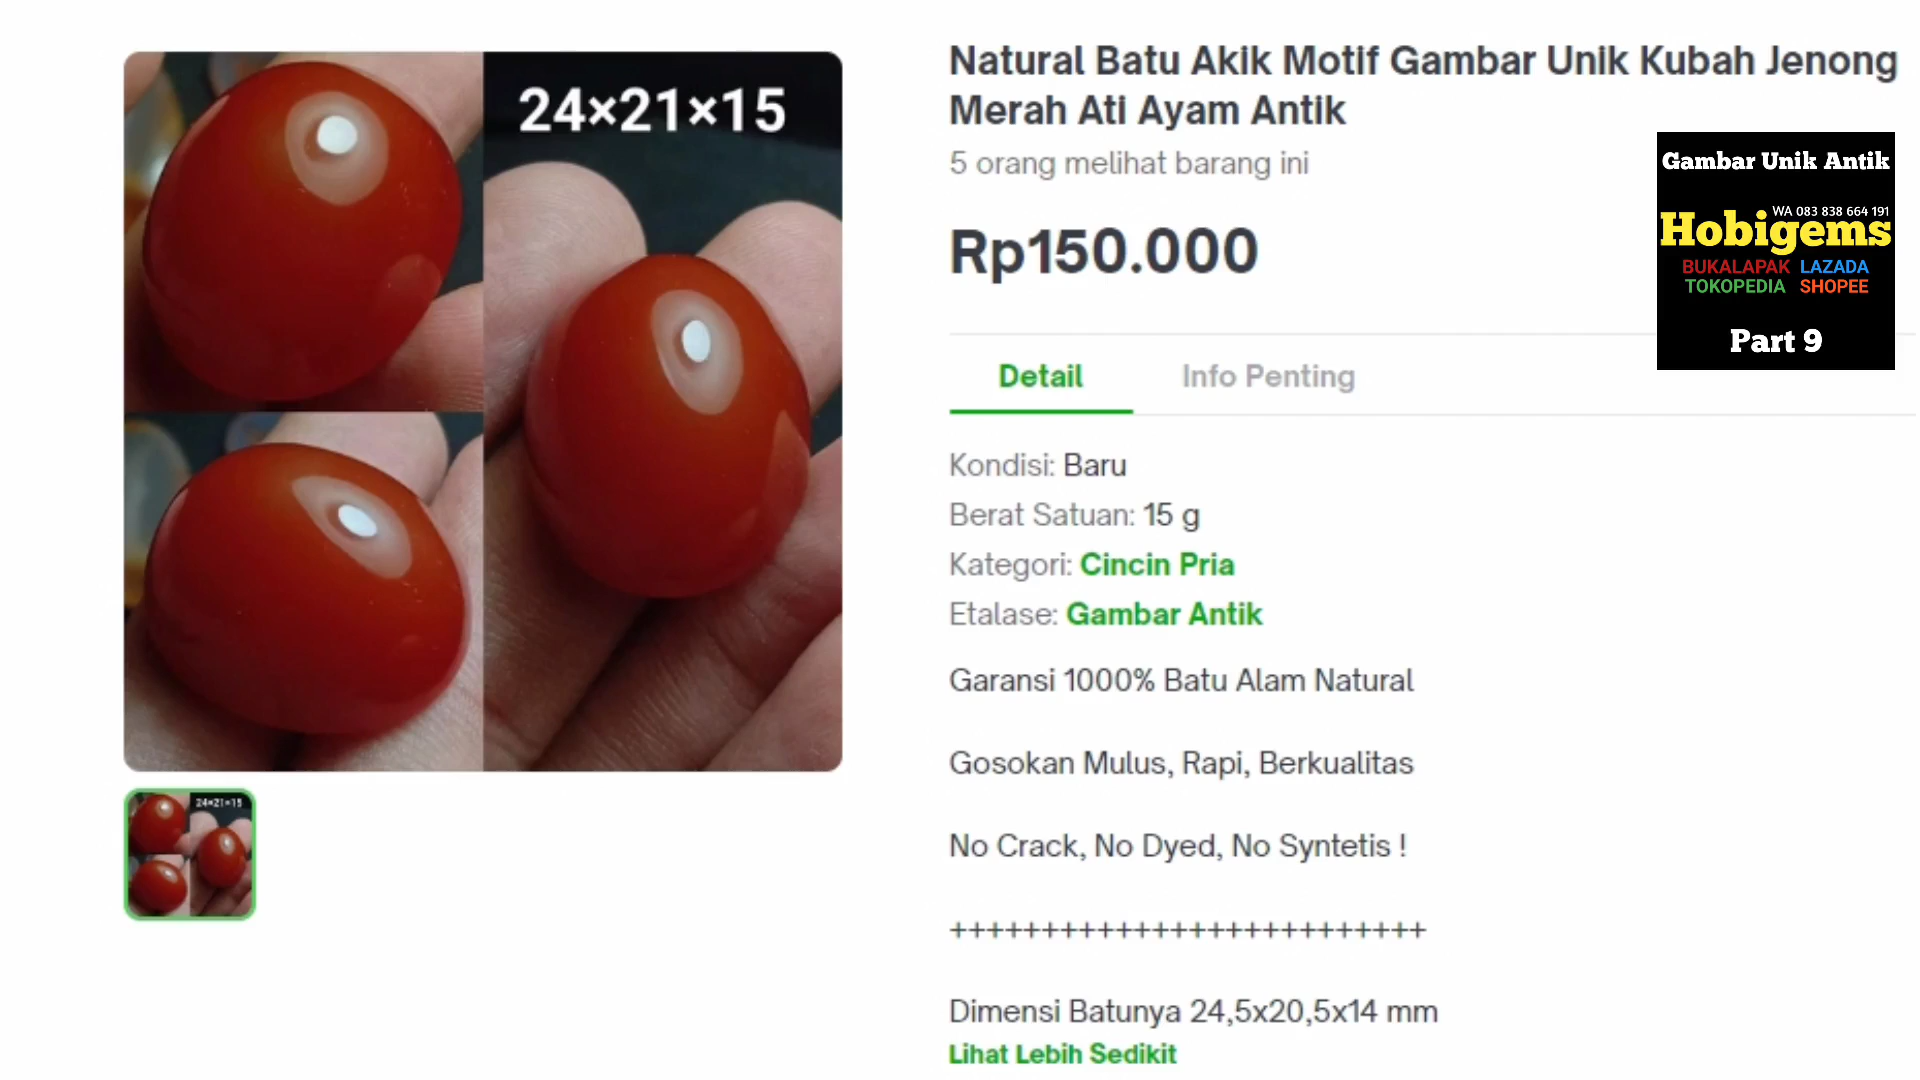 24×21×15
24×21×15
Natural Batu Akik Motif Gambar Unik Kubah Jenong
Merah Ati Ayam Antik
5 orang melihat barang ini
Rp150.000
Gambar Unik Antik
WA 083 838 664 191
Hobigems
BUKALAPAK LAZADA
TOKOPEDIA SHOPEE
Part 9
Detail Info Penting
Kondisi: Baru
Berat Satuan: 15 g
Kategori: Cincin Pria
Etalase: Gambar Antik
Garansi 1000% Batu Alam Natural
Gosokan Mulus, Rapi, Berkualitas
No Crack, No Dyed, No Syntetis !
++++++++++++++++++++++++++
Dimensi Batunya 24,5x20,5x14 mm
Lihat Lebih Sedikit